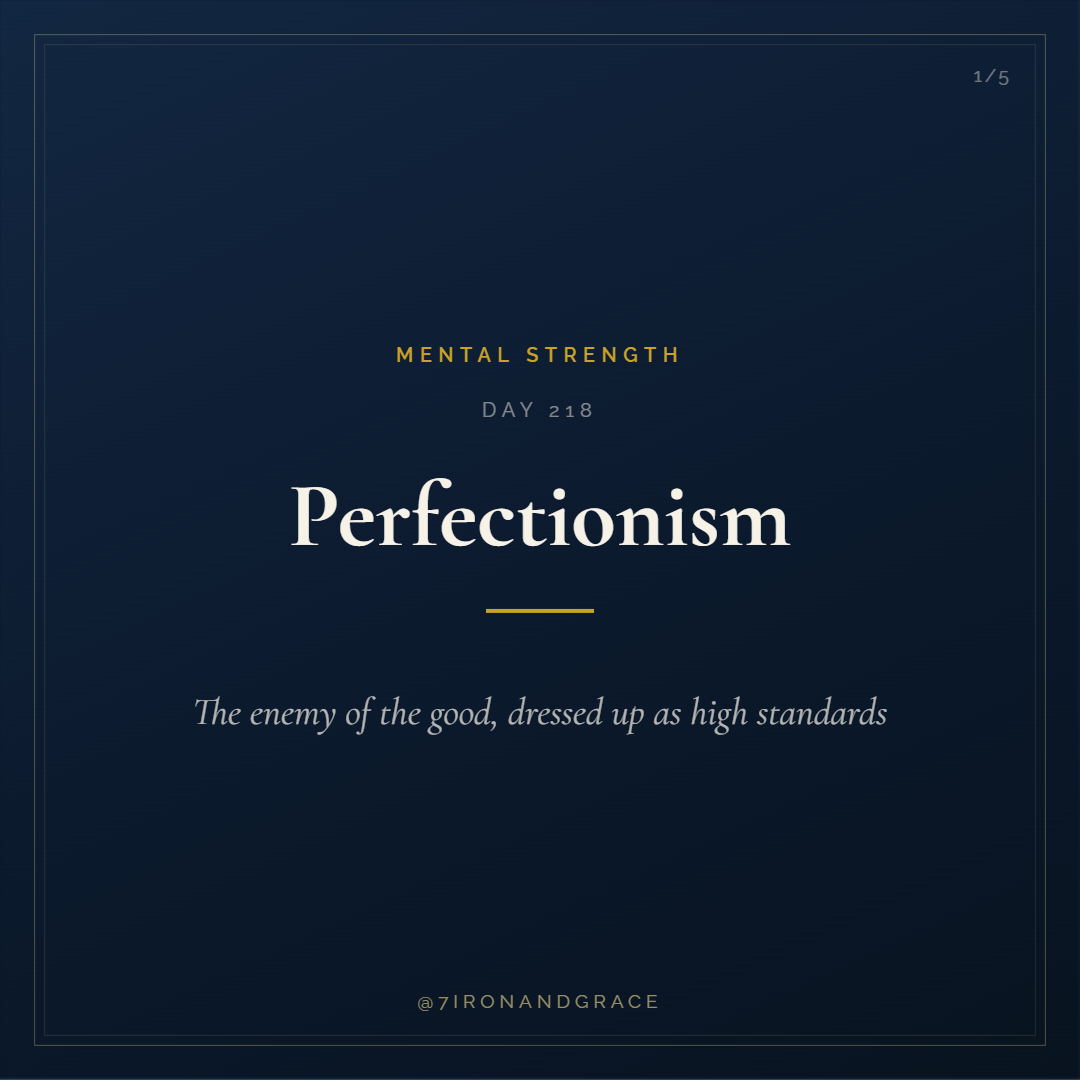 1/5
MENTAL STRENGTH
DAY 218
Perfectionism
The enemy of the good, dressed up as high standards
@7IRONANDGRACE